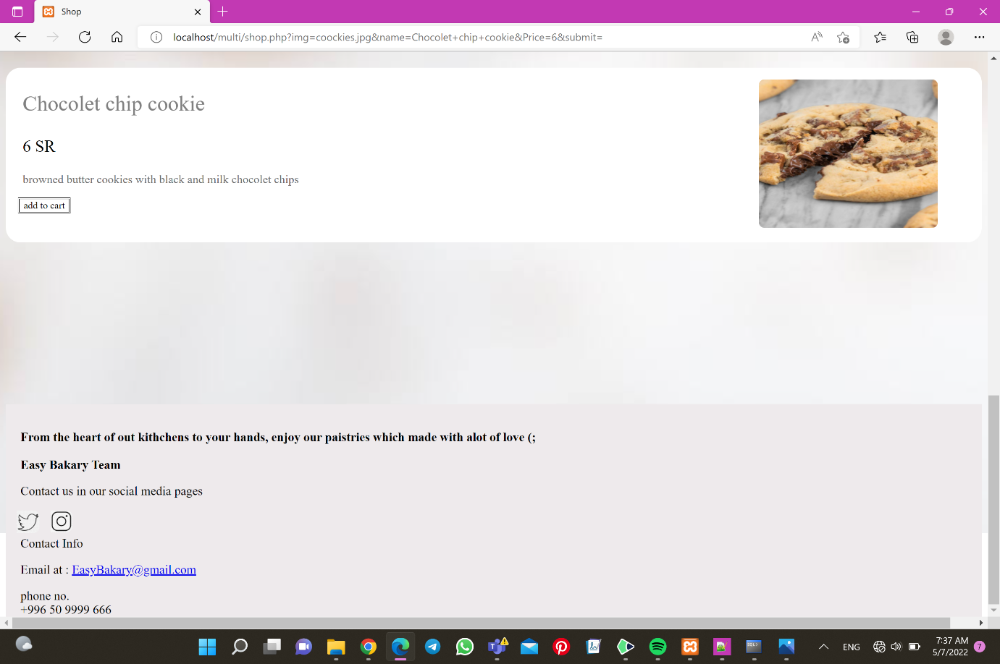 Shop
localhost/multi/shop.php?img=coockies.jpg&name=Chocolet+chip+cookie&Price=6&submit=
Chocolet chip cookie
6 SR
browned butter cookies with black and milk chocolet chips
add to cart
From the heart of out kithchens to your hands, enjoy our paistries which made with alot of love (;
Easy Bakary Team
Contact us in our social media pages
Contact Info
Email at : EasyBakary@gmail.com
phone no.
+996 50 9999 666
ENG
7:37 AM
5/7/2022
7